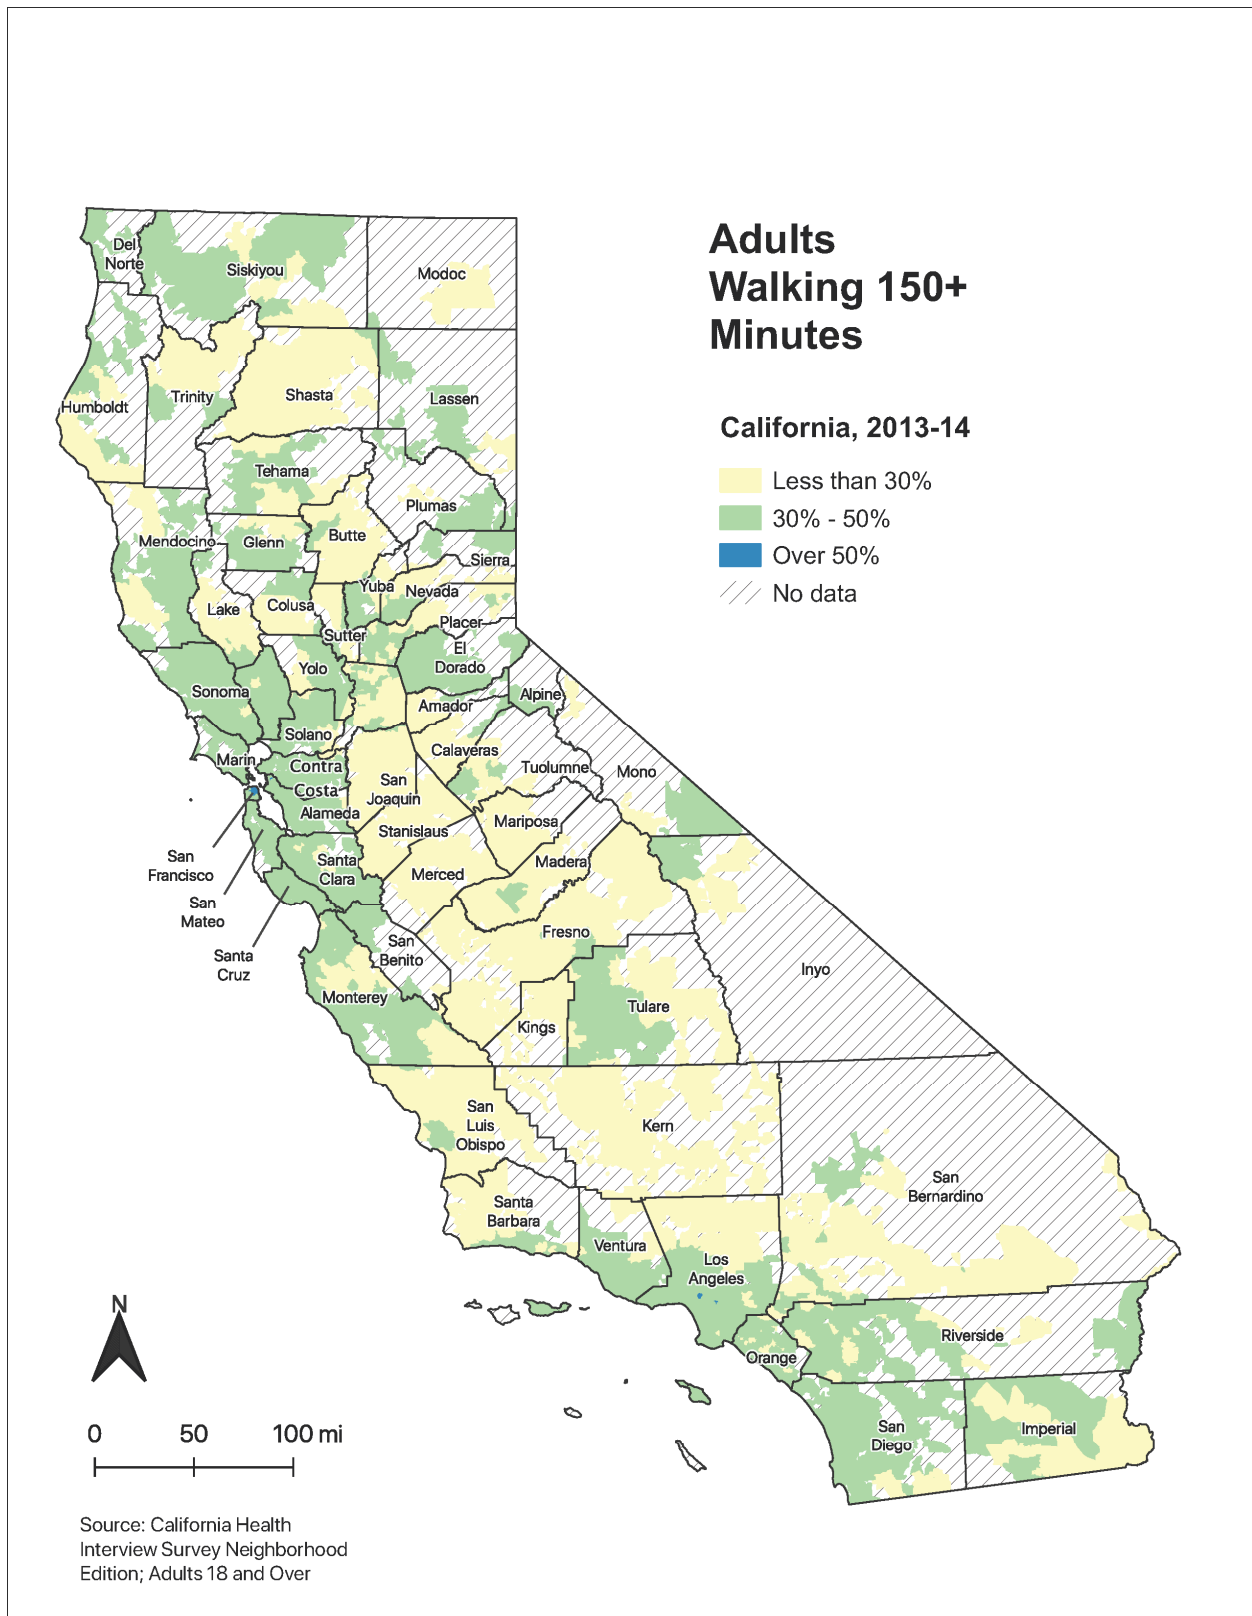 Adults
Walking 150+
Minutes
California, 2013-14
Less than 30%
30% - 50%
Over 50%
No data
Del
Norte
Siskiyou
Modoc
Humboldt
Trinity
Shasta
Lassen
Tehama
Plumas
Mendocino
Glenn
Butte
Sierra
Lake
Colusa
Yuba
Nevada
Sutter
Placer
El
Dorado
Yolo
Sonoma
Amador
Alpine
Solano
Marin
Contra
Costa
Calaveras
Tuolumne
Mono
San
Joaquin
Alameda
Stanislaus
Mariposa
San
Francisco
Santa
Clara
Merced
Madera
San
Mateo
Santa
Cruz
San
Benito
Fresno
Inyo
Monterey
Kings
Tulare
San
Luis
Obispo
Kern
San
Bernardino
Santa
Barbara
Ventura
Los
Angeles
Orange
Riverside
San
Diego
Imperial
N
0 50 100 mi
Source: California Health
Interview Survey Neighborhood
Edition; Adults 18 and Over